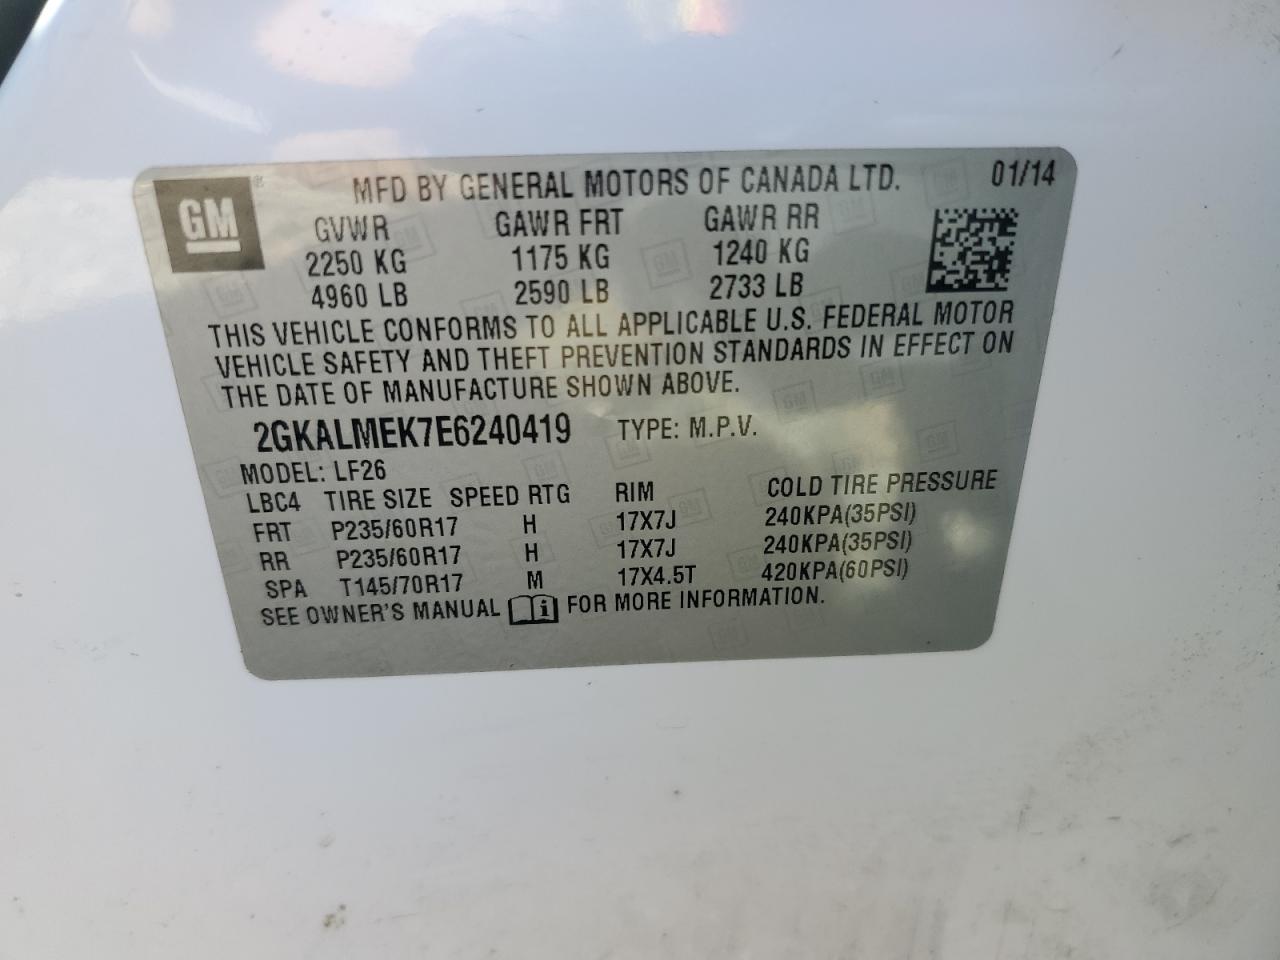 GM ® MFD BY GENERAL MOTORS OF CANADA LTD. 01/14
GVWR GAWR FRT GAWR RR
2250 KG 1175 KG 1240 KG
4960 LB 2590 LB 2733 LB
THIS VEHICLE CONFORMS TO ALL APPLICABLE U.S. FEDERAL MOTOR
VEHICLE SAFETY AND THEFT PREVENTION STANDARDS IN EFFECT ON
THE DATE OF MANUFACTURE SHOWN ABOVE.
2GKALMEK7E6240419 TYPE: M.P.V.
MODEL: LF26
LBC4 TIRE SIZE SPEED RTG RIM COLD TIRE PRESSURE
FRT P235/60R17 H 17X7J 240KPA(35PSI)
RR P235/60R17 H 17X7J 240KPA(35PSI)
SPA T145/70R17 M 17X4.5T 420KPA(60PSI)
SEE OWNER'S MANUAL i FOR MORE INFORMATION.